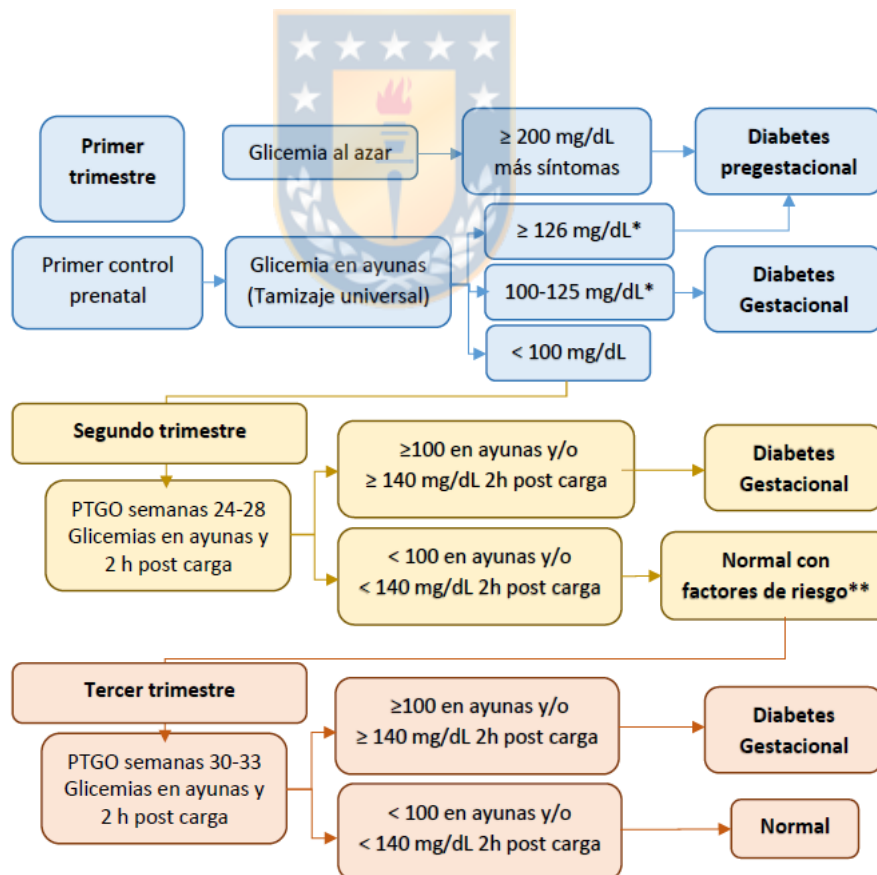 Primer
trimestre
Glicemia al azar
≥ 200 mg/dL
más síntomas
Diabetes
pregestacional
Primer control
prenatal
Glicemia en ayunas
(Tamizaje universal)
≥ 126 mg/dL*
100-125 mg/dL*
Diabetes
Gestacional
< 100 mg/dL
Segundo trimestre
PTGO semanas 24-28
Glicemias en ayunas y
2 h post carga
≥100 en ayunas y/o
≥ 140 mg/dL 2h post carga
Diabetes
Gestacional
< 100 en ayunas y/o
< 140 mg/dL 2h post carga
Normal con
factores de riesgo**
Tercer trimestre
PTGO semanas 30-33
Glicemias en ayunas y
2 h post carga
≥100 en ayunas y/o
≥ 140 mg/dL 2h post carga
Diabetes
Gestacional
< 100 en ayunas y/o
< 140 mg/dL 2h post carga
Normal